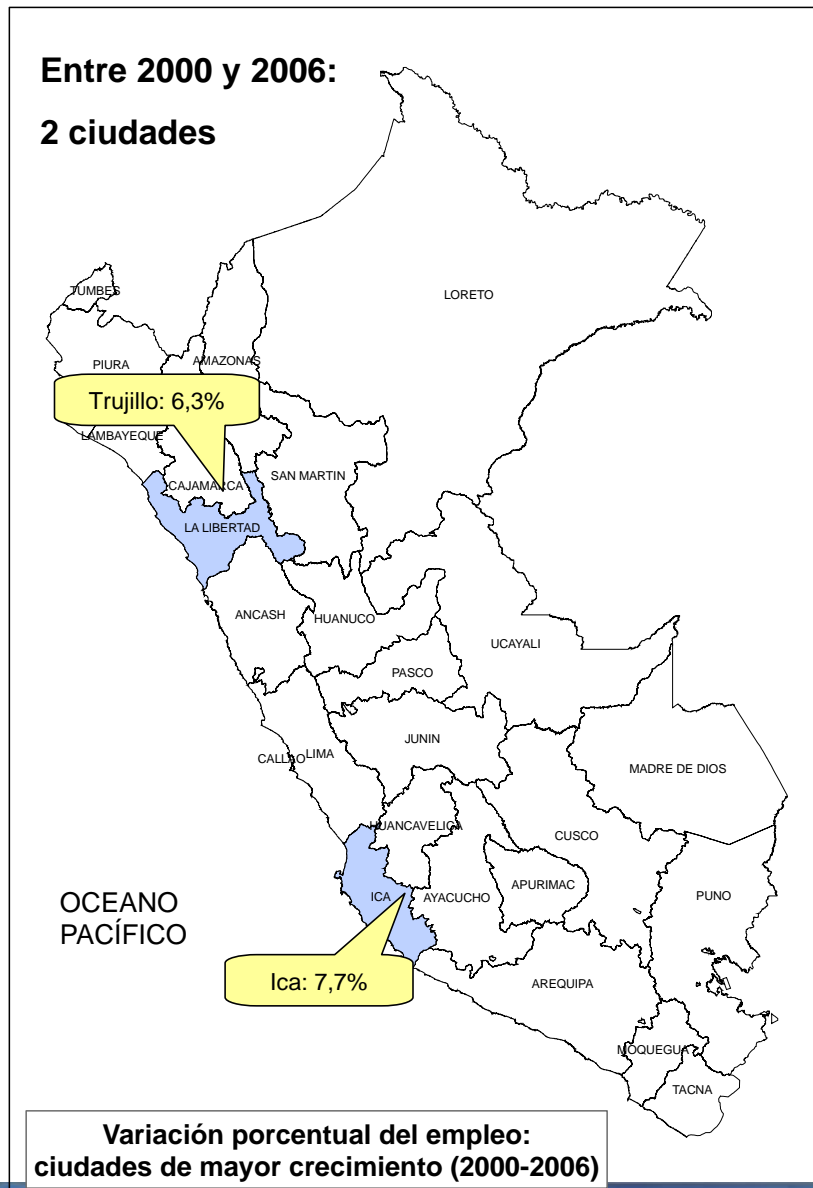 Entre 2000 y 2006:
2 ciudades
LORETO
TUMBES
PIURA
AMAZONAS
Trujillo: 6,3%
LAMBAYEQUE
CAJAMARCA
SAN MARTIN
LA LIBERTAD
ANCASH
HUANUCO
UCAYALI
PASCO
JUNIN
CALLAO
LIMA
MADRE DE DIOS
HUANCAVELICA
CUSCO
ICA
AYACUCHO
APURIMAC
PUNO
OCEANO
PACÍFICO
Ica: 7,7%
AREQUIPA
MOQUEGUA
TACNA
Variación porcentual del empleo:
ciudades de mayor crecimiento (2000-2006)